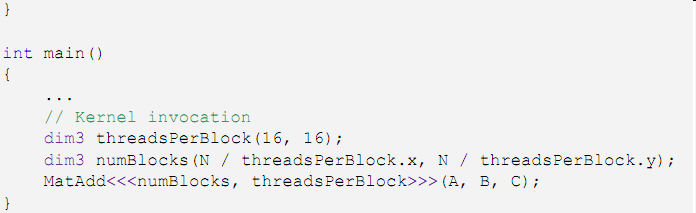 }
int main()
{
...
// Kernel invocation
dim3 threadsPerBlock(16, 16);
dim3 numBlocks(N / threadsPerBlock.x, N / threadsPerBlock.y);
MatAdd<<<numBlocks, threadsPerBlock>>>(A, B, C);
}